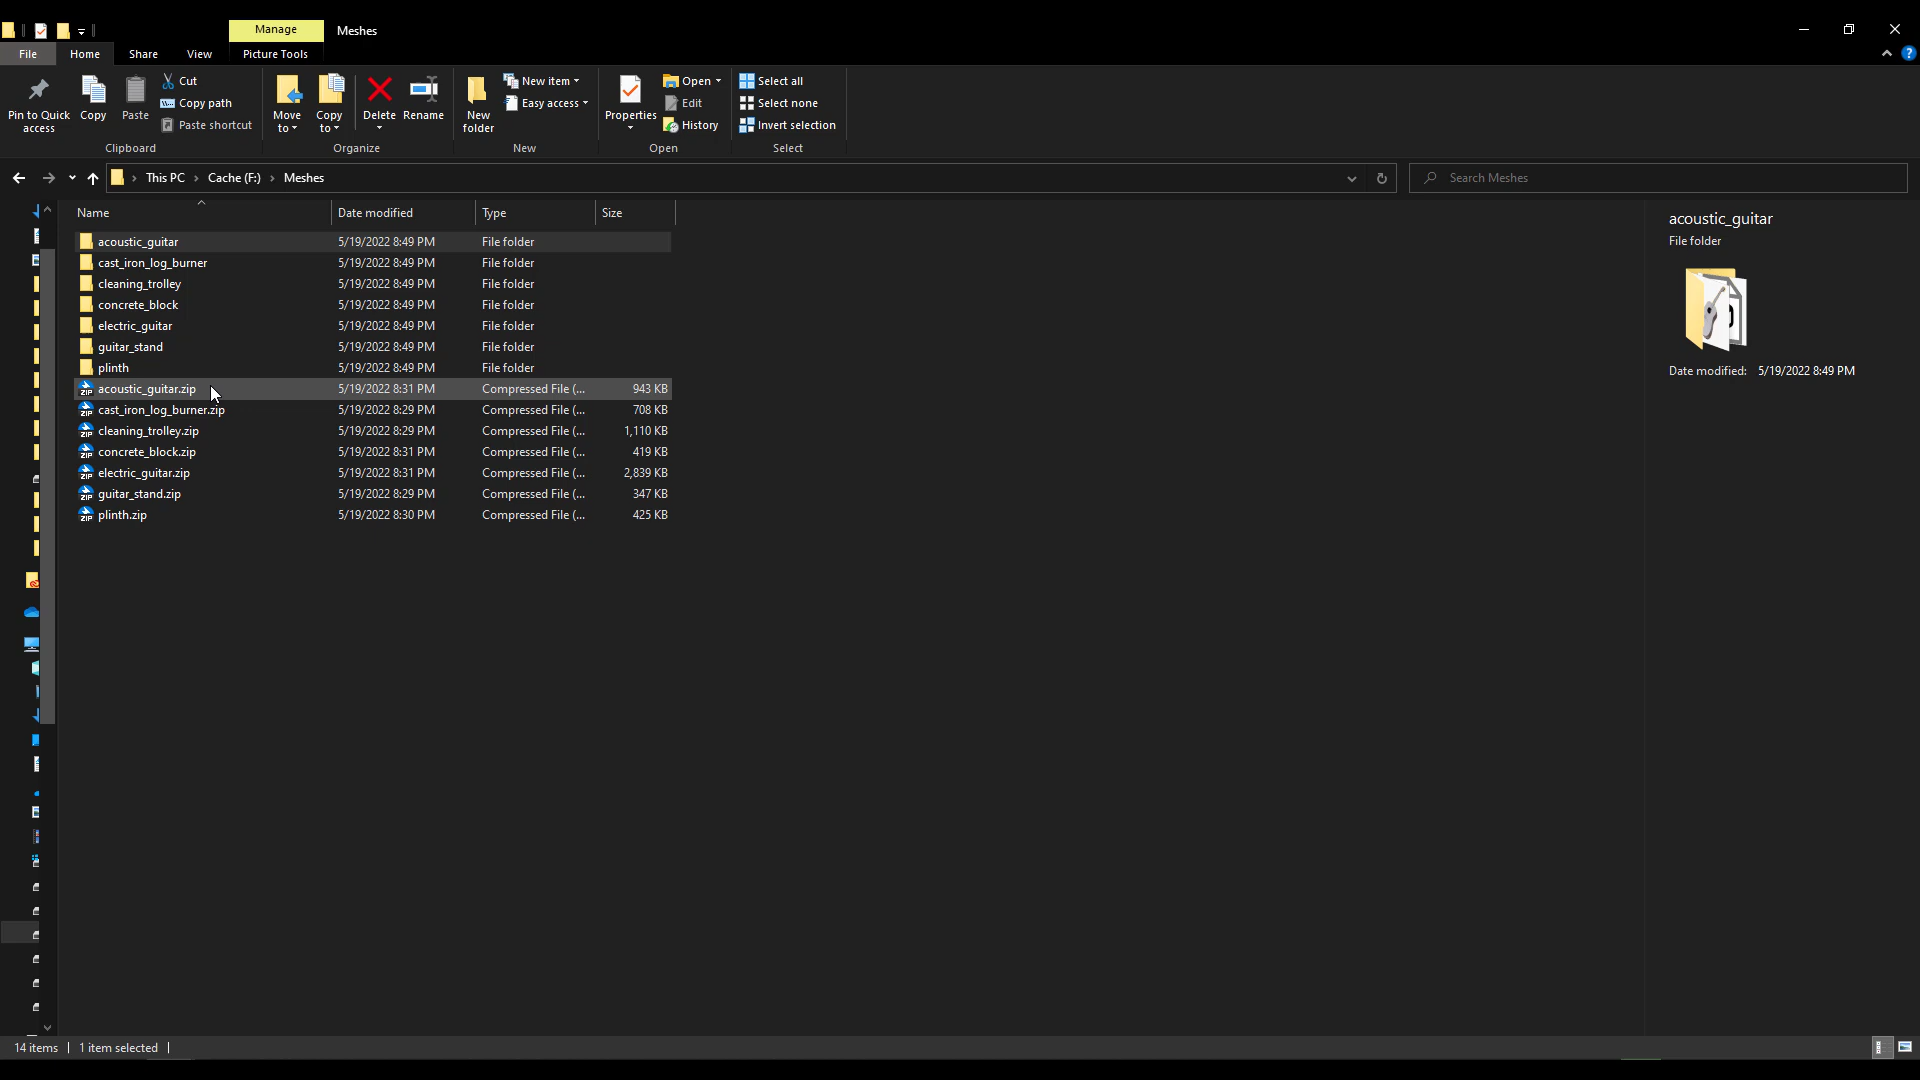 Manage
Meshes
File
Home
Share
View
Picture Tools
Pin to Quick access
Copy
Paste
Cut
Copy path
Paste shortcut
Clipboard
Move to
Copy to
Delete
Rename
Organize
New folder
New item
Easy access
New
Properties
Open
Edit
History
Open
Select all
Select none
Invert selection
Select
This PC › Cache (F:) › Meshes
Search Meshes
Name Date modified Type Size
acoustic_guitar 5/19/2022 8:49 PM File folder
cast_iron_log_burner 5/19/2022 8:49 PM File folder
cleaning_trolley 5/19/2022 8:49 PM File folder
concrete_block 5/19/2022 8:49 PM File folder
electric_guitar 5/19/2022 8:49 PM File folder
guitar_stand 5/19/2022 8:49 PM File folder
plinth 5/19/2022 8:49 PM File folder
acoustic_guitar.zip 5/19/2022 8:31 PM Compressed File (... 943 KB
cast_iron_log_burner.zip 5/19/2022 8:29 PM Compressed File (... 708 KB
cleaning_trolley.zip 5/19/2022 8:29 PM Compressed File (... 1,110 KB
concrete_block.zip 5/19/2022 8:31 PM Compressed File (... 419 KB
electric_guitar.zip 5/19/2022 8:31 PM Compressed File (... 2,839 KB
guitar_stand.zip 5/19/2022 8:29 PM Compressed File (... 347 KB
plinth.zip 5/19/2022 8:30 PM Compressed File (... 425 KB
acoustic_guitar
File folder
Date modified: 5/19/2022 8:49 PM
14 items
1 item selected